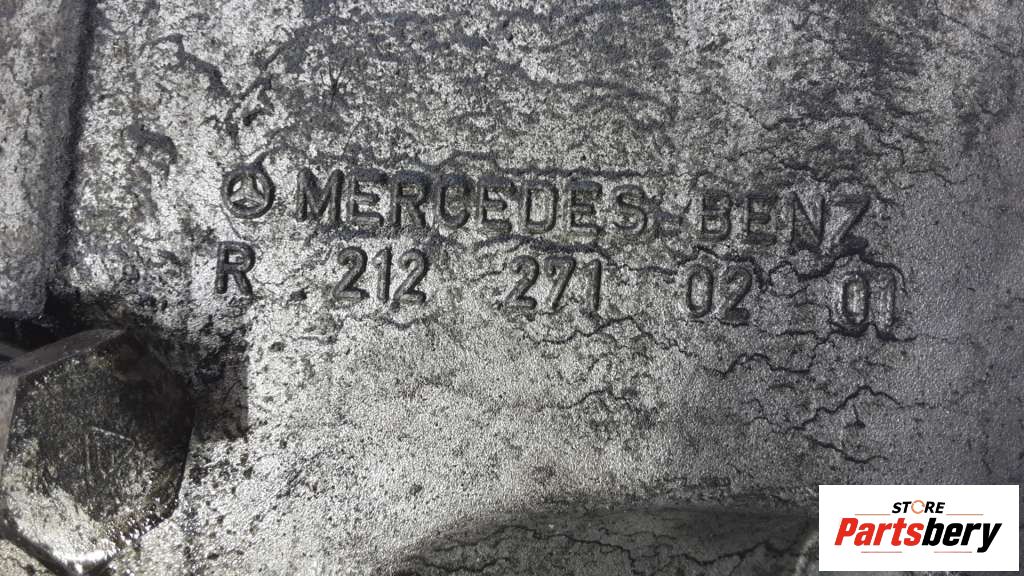 MERCEDES-BENZ
R 212 271 02 01
STORE
Partsbery